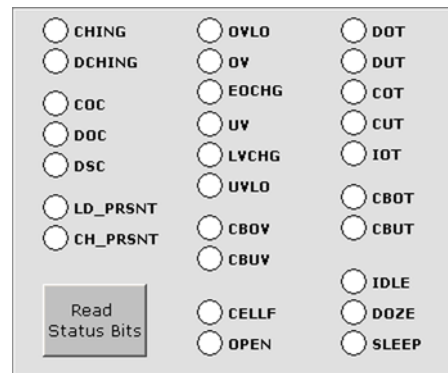 CHING
DCHING
COC
DOC
DSC
LD_PRSNT
CH_PRSNT
Read
Status Bits
OVLO
OV
EOCHG
UV
LVCHG
UVLO
CBOV
CBUV
CELLF
OPEN
DOT
DUT
COT
CUT
IOT
CBOT
CBUT
IDLE
DOZE
SLEEP